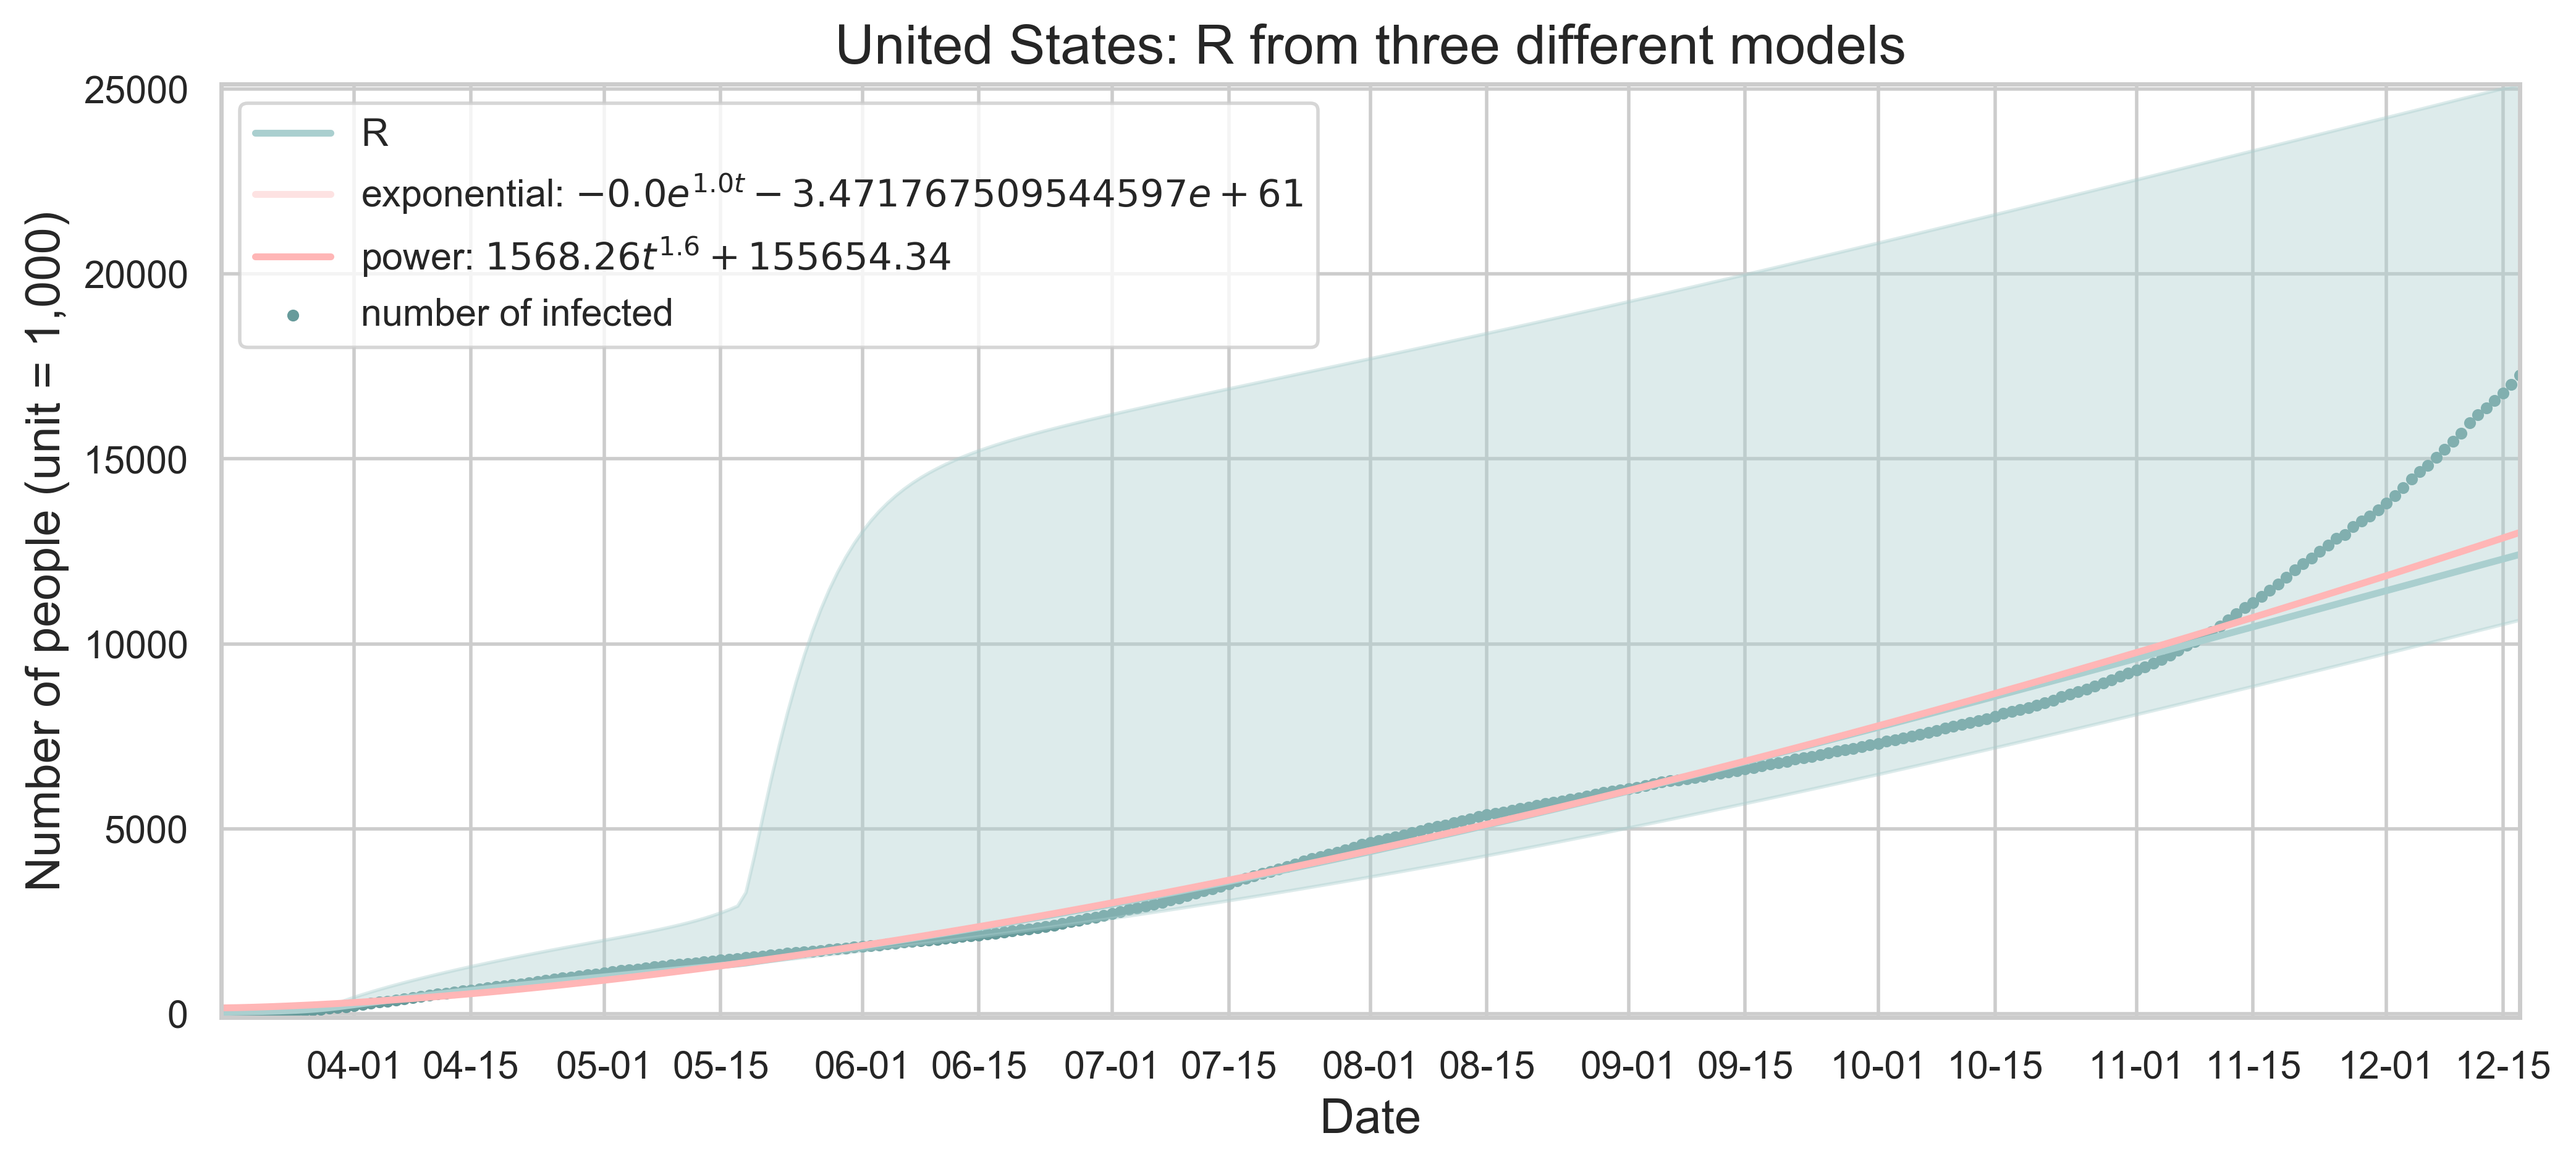 United States: R from three different models
Number of people (unit = 1,000)
25000
20000
15000
10000
5000
0
R
exponential: −0.0e^{1.0t} − 3.4717675095445​97e + 61
power: 1568.26t^{1.6} + 155654.34
number of infected
04-01 04-15 05-01 05-15 06-01 06-15 07-01 07-15 08-01 08-15 09-01 09-15 10-01 10-15 11-01 11-15 12-01 12-15
Date